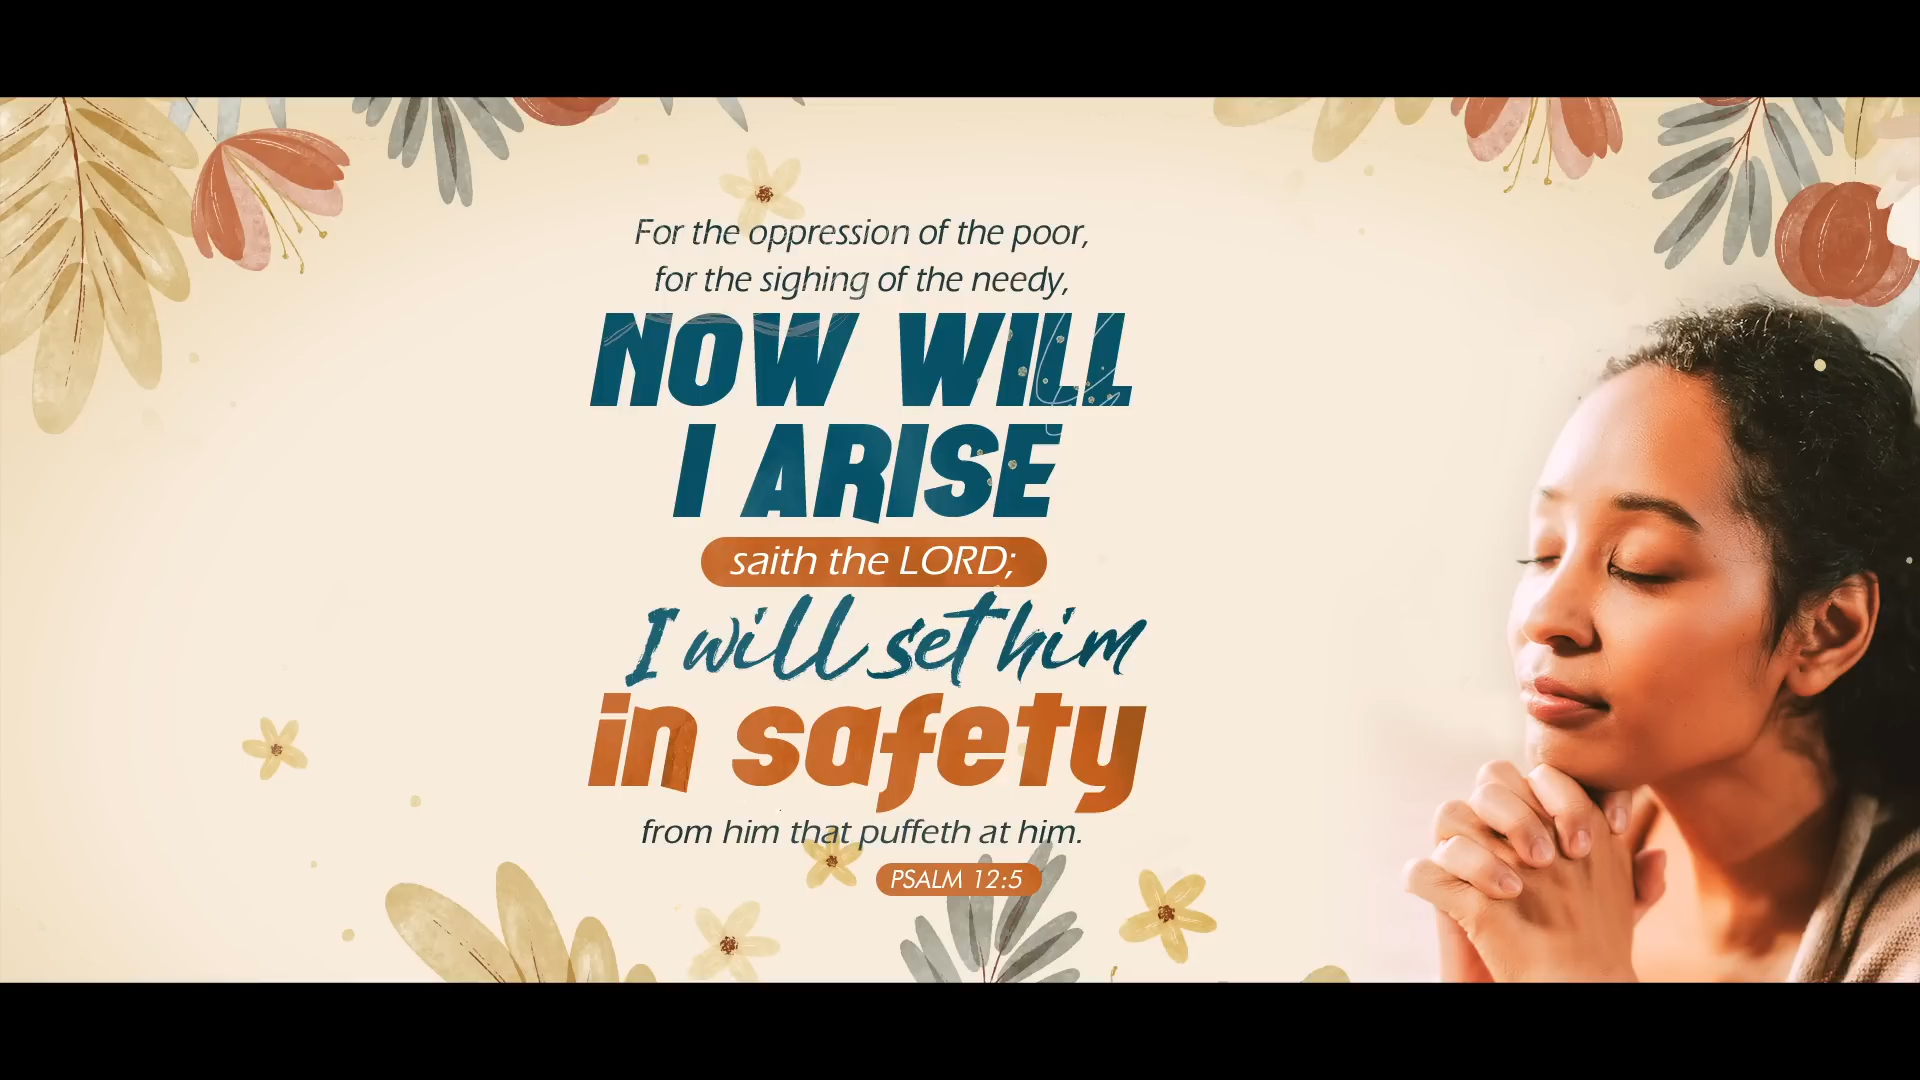 For the oppression of the poor,
for the sighing of the needy,
NOW WILL
I ARISE
saith the LORD;
I will set him
in safety
from him that puffeth at him.
PSALM 12:5